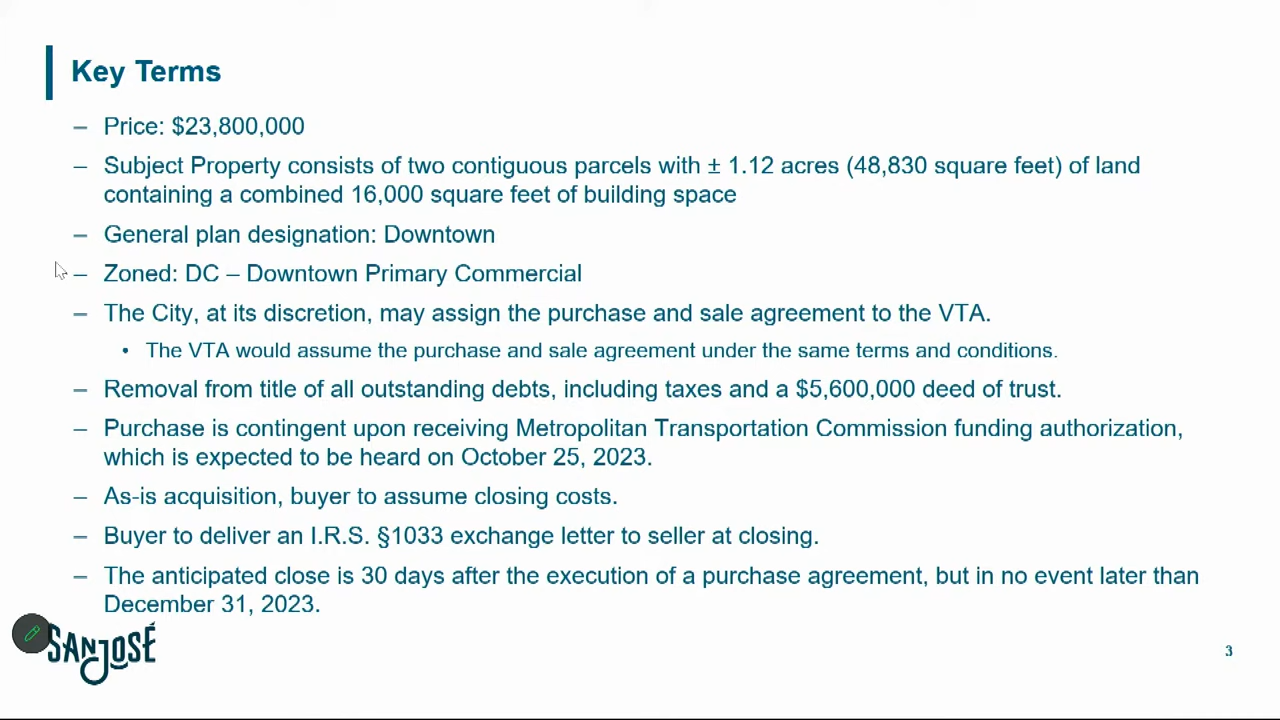 Key Terms
– Price: $23,800,000
– Subject Property consists of two contiguous parcels with ± 1.12 acres (48,830 square feet) of land
containing a combined 16,000 square feet of building space
– General plan designation: Downtown
– Zoned: DC – Downtown Primary Commercial
– The City, at its discretion, may assign the purchase and sale agreement to the VTA.
• The VTA would assume the purchase and sale agreement under the same terms and conditions.
– Removal from title of all outstanding debts, including taxes and a $5,600,000 deed of trust.
– Purchase is contingent upon receiving Metropolitan Transportation Commission funding authorization,
which is expected to be heard on October 25, 2023.
– As-is acquisition, buyer to assume closing costs.
– Buyer to deliver an I.R.S. §1033 exchange letter to seller at closing.
– The anticipated close is 30 days after the execution of a purchase agreement, but in no event later than
December 31, 2023.
SAN JOSÉ
3